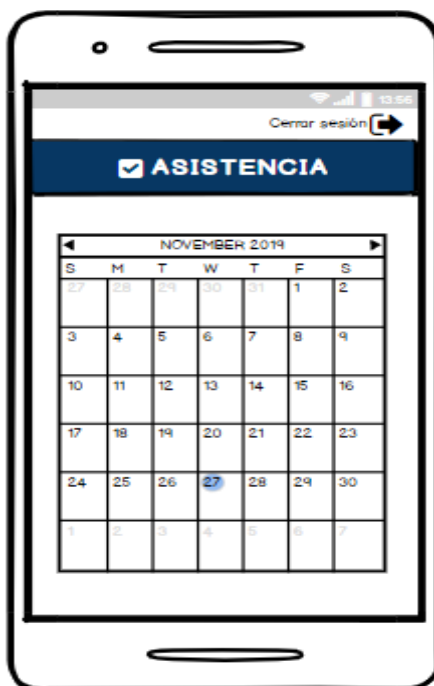 13:56
Cerrar sesión
ASISTENCIA
NOVEMBER 2019
S M T W T F S
27 28 29 30 31 1 2
3 4 5 6 7 8 9
10 11 12 13 14 15 16
17 18 19 20 21 22 23
24 25 26 27 28 29 30
1 2 3 4 5 6 7